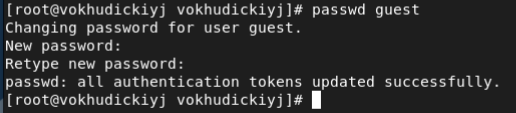 [root@vokhudickiyj vokhudickiyj]# passwd guest
Changing password for user guest.
New password:
Retype new password:
passwd: all authentication tokens updated successfully.
[root@vokhudickiyj vokhudickiyj]#